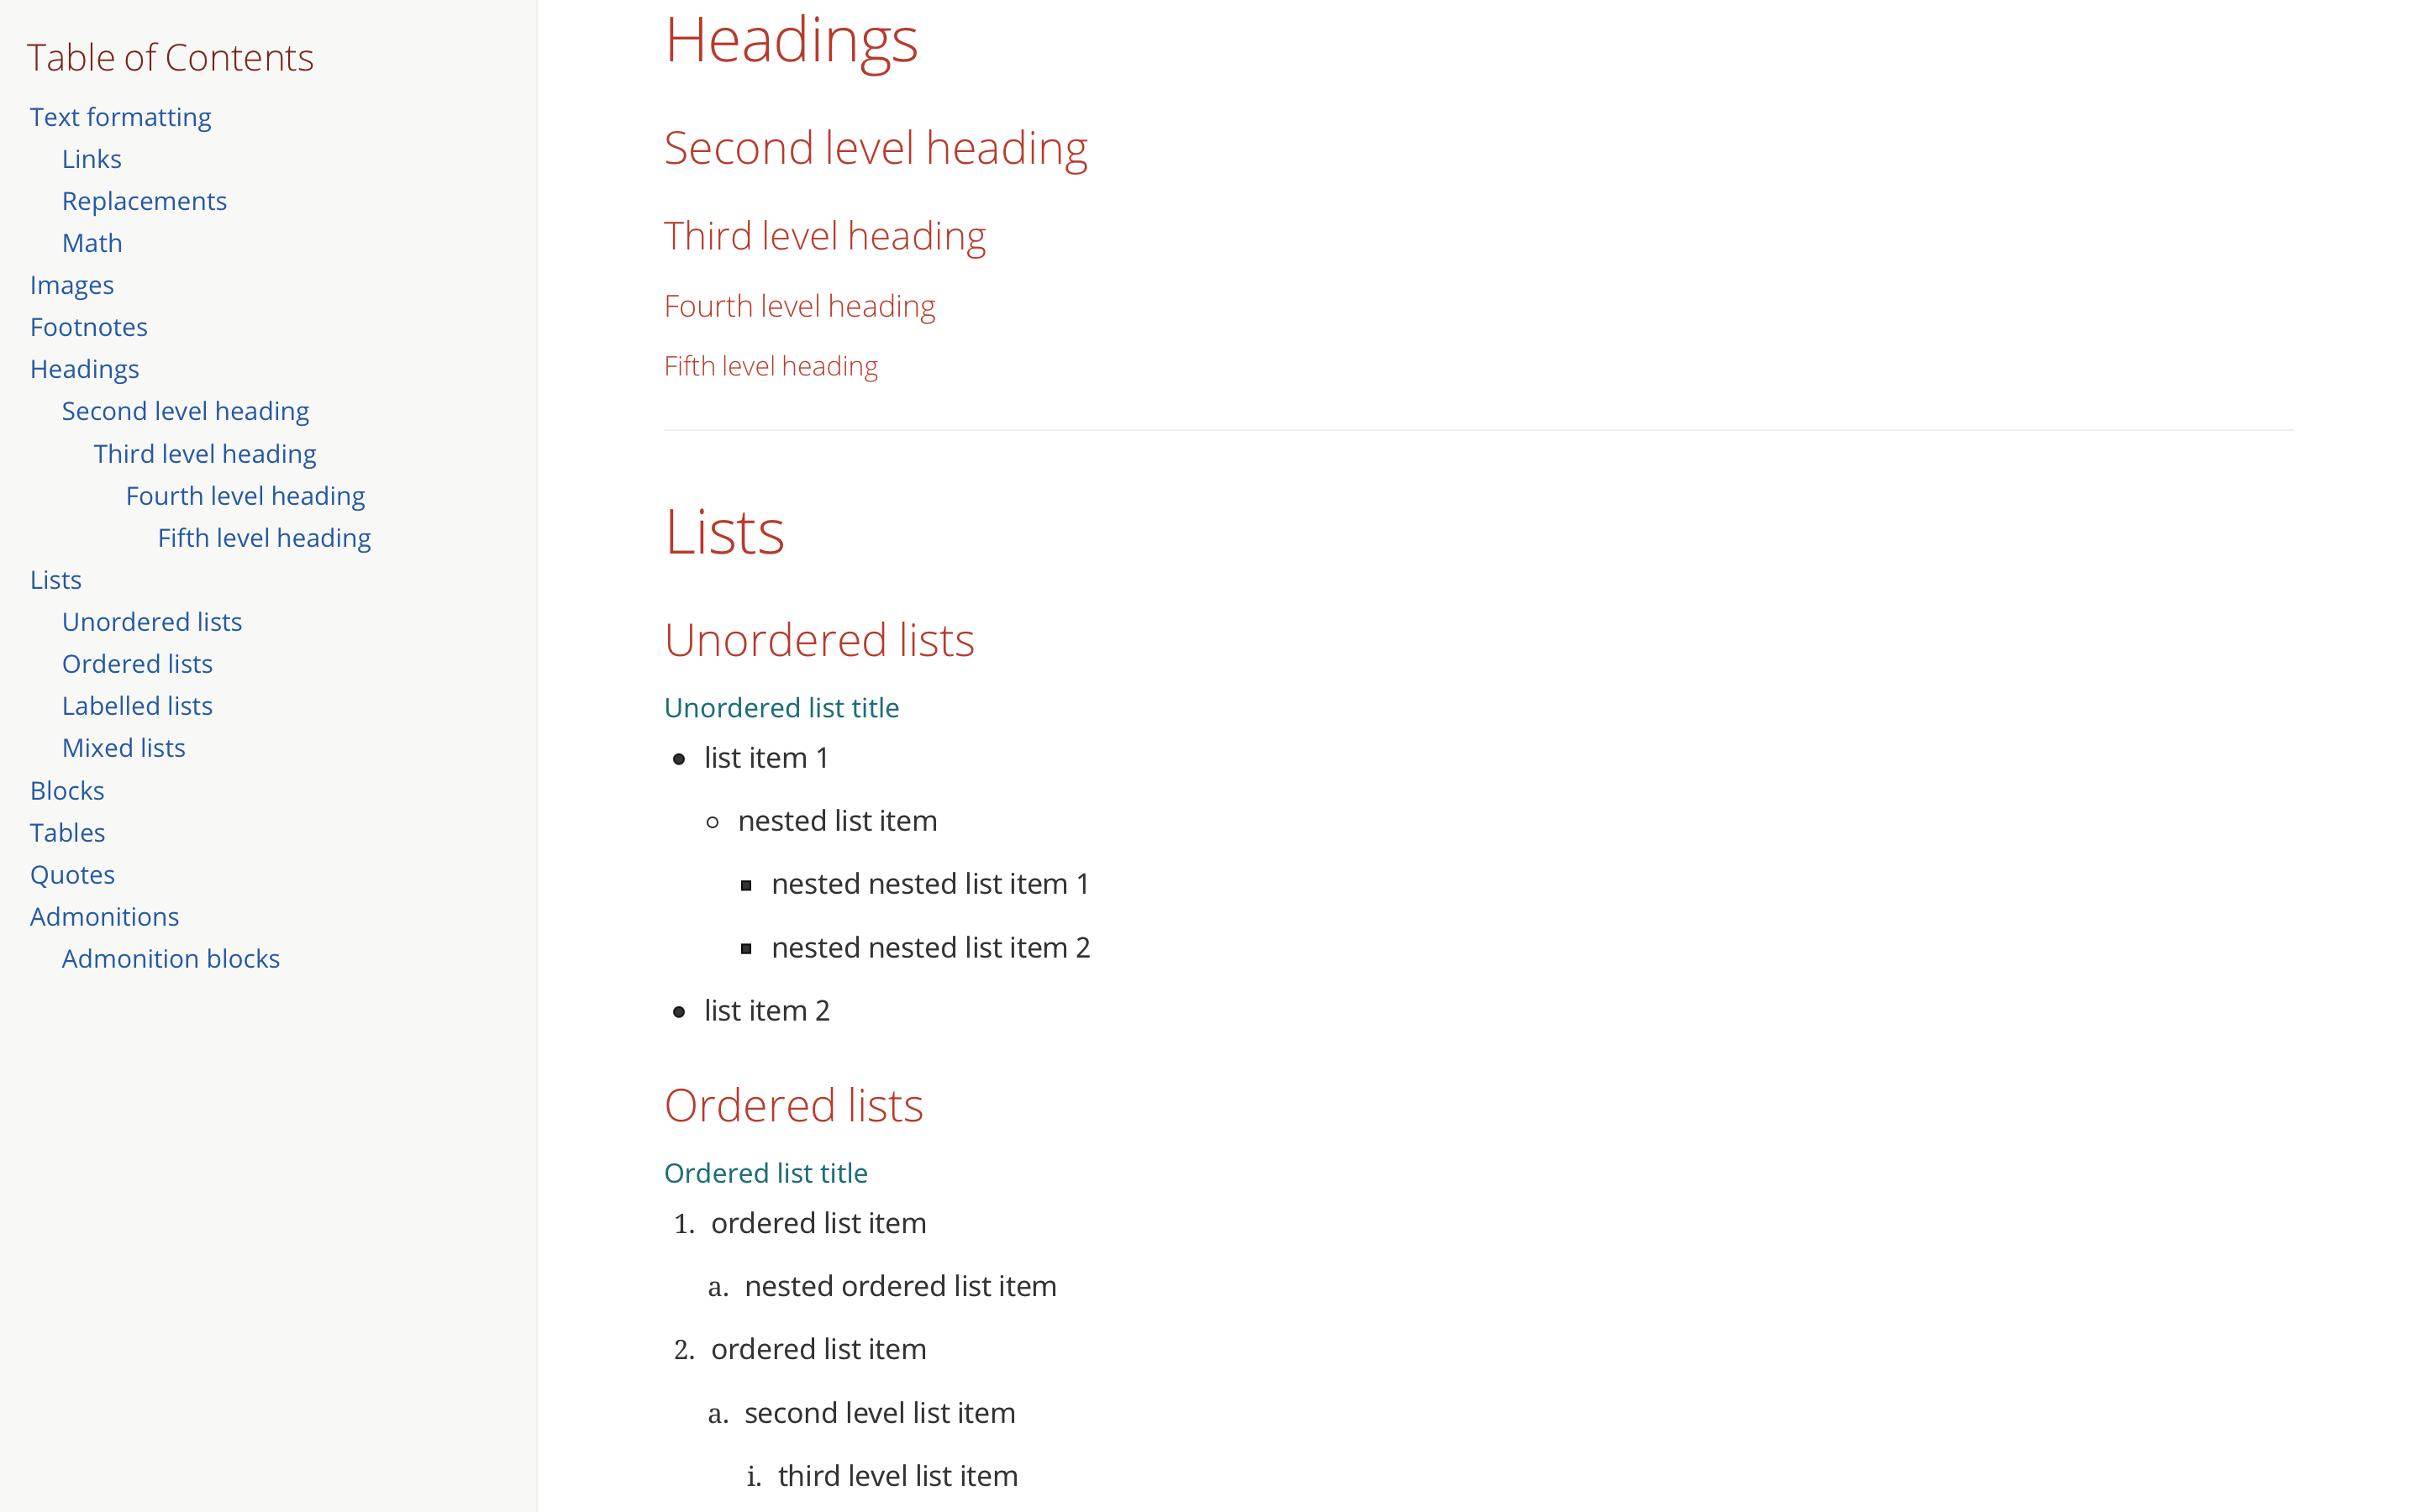 Table of Contents
Text formatting
Links
Replacements
Math
Images
Footnotes
Headings
Second level heading
Third level heading
Fourth level heading
Fifth level heading
Lists
Unordered lists
Ordered lists
Labelled lists
Mixed lists
Blocks
Tables
Quotes
Admonitions
Admonition blocks
Headings
Second level heading
Third level heading
Fourth level heading
Fifth level heading
Lists
Unordered lists
Unordered list title
list item 1
nested list item
nested nested list item 1
nested nested list item 2
list item 2
Ordered lists
Ordered list title
1. ordered list item
a. nested ordered list item
2. ordered list item
a. second level list item
i. third level list item